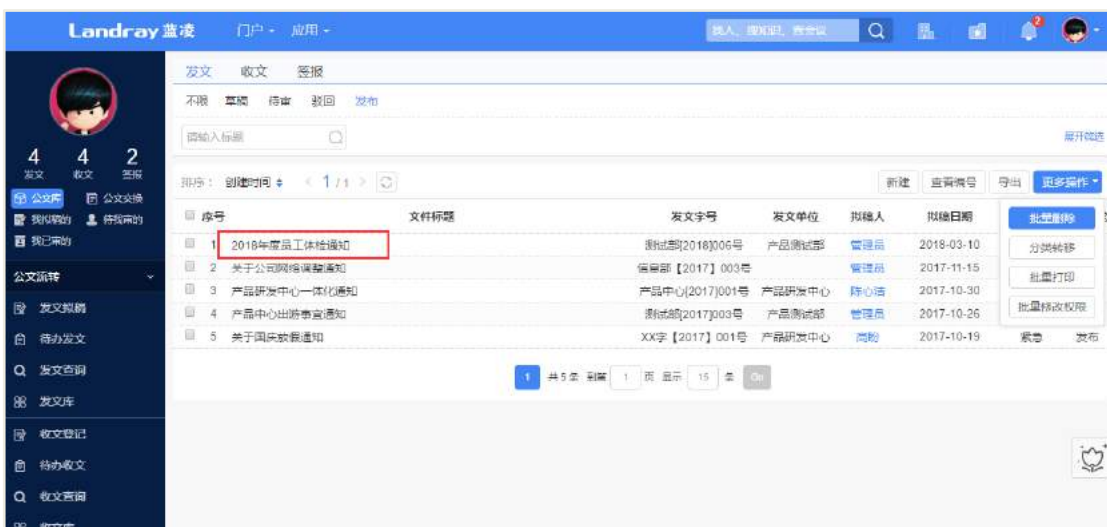 Landray 蓝凌 门户 应用 找人、搜知识、查会议 2
发文 收文 签报
不限 草稿 待审 驳回 发布
请输入标题 展开筛选
4 4 2
发文 收文 签报
公文库 公文交换
我拟稿的 待我审的
我已审的
公文流转
发文拟稿
待办发文
发文查询
发文库
收文登记
待办收文
收文查询
收文库
排序： 创建时间 1 / 1 新建 查看编号 导出 更多操作
序号 文件标题 发文字号 发文单位 拟稿人 拟稿日期
批量删除
分类转移
批量打印
批量修改权限
1 2018年度员工体检通知 测试部[2018]006号 产品测试部 管理员 2018-03-10
2 关于公司网络调整通知 信息部【2017】003号 管理员 2017-11-15
3 产品研发中心一体化通知 产品中心[2017]001号 产品研发中心 陈心洁 2017-10-30
4 产品中心出游事宜通知 测试部[2017]003号 产品测试部 管理员 2017-10-26
5 关于国庆放假通知 XX字【2017】001号 产品研发中心 高盼 2017-10-19 紧急 发布
1 共5条 到第 1 页 显示 15 条 Go